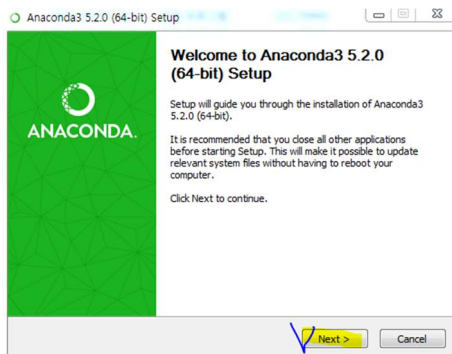 Anaconda3 5.2.0 (64-bit) Setup
Welcome to Anaconda3 5.2.0
(64-bit) Setup
Setup will guide you through the installation of Anaconda3
5.2.0 (64-bit).
It is recommended that you close all other applications
before starting Setup. This will make it possible to update
relevant system files without having to reboot your
computer.
Click Next to continue.
ANACONDA.
Next >
Cancel